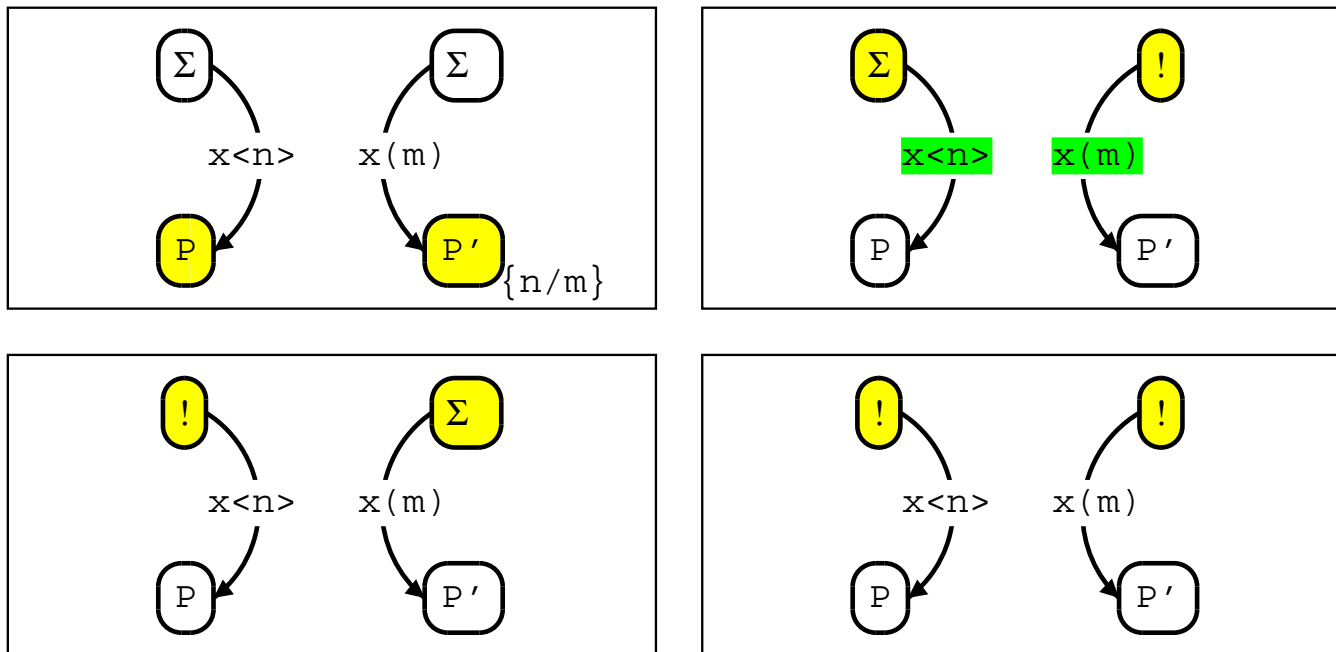 Σ Σ
x<n> x(m)
P P'
{n/m}
Σ !
x<n> x(m)
P P'
! Σ
x<n> x(m)
P P'
! !
x<n> x(m)
P P'